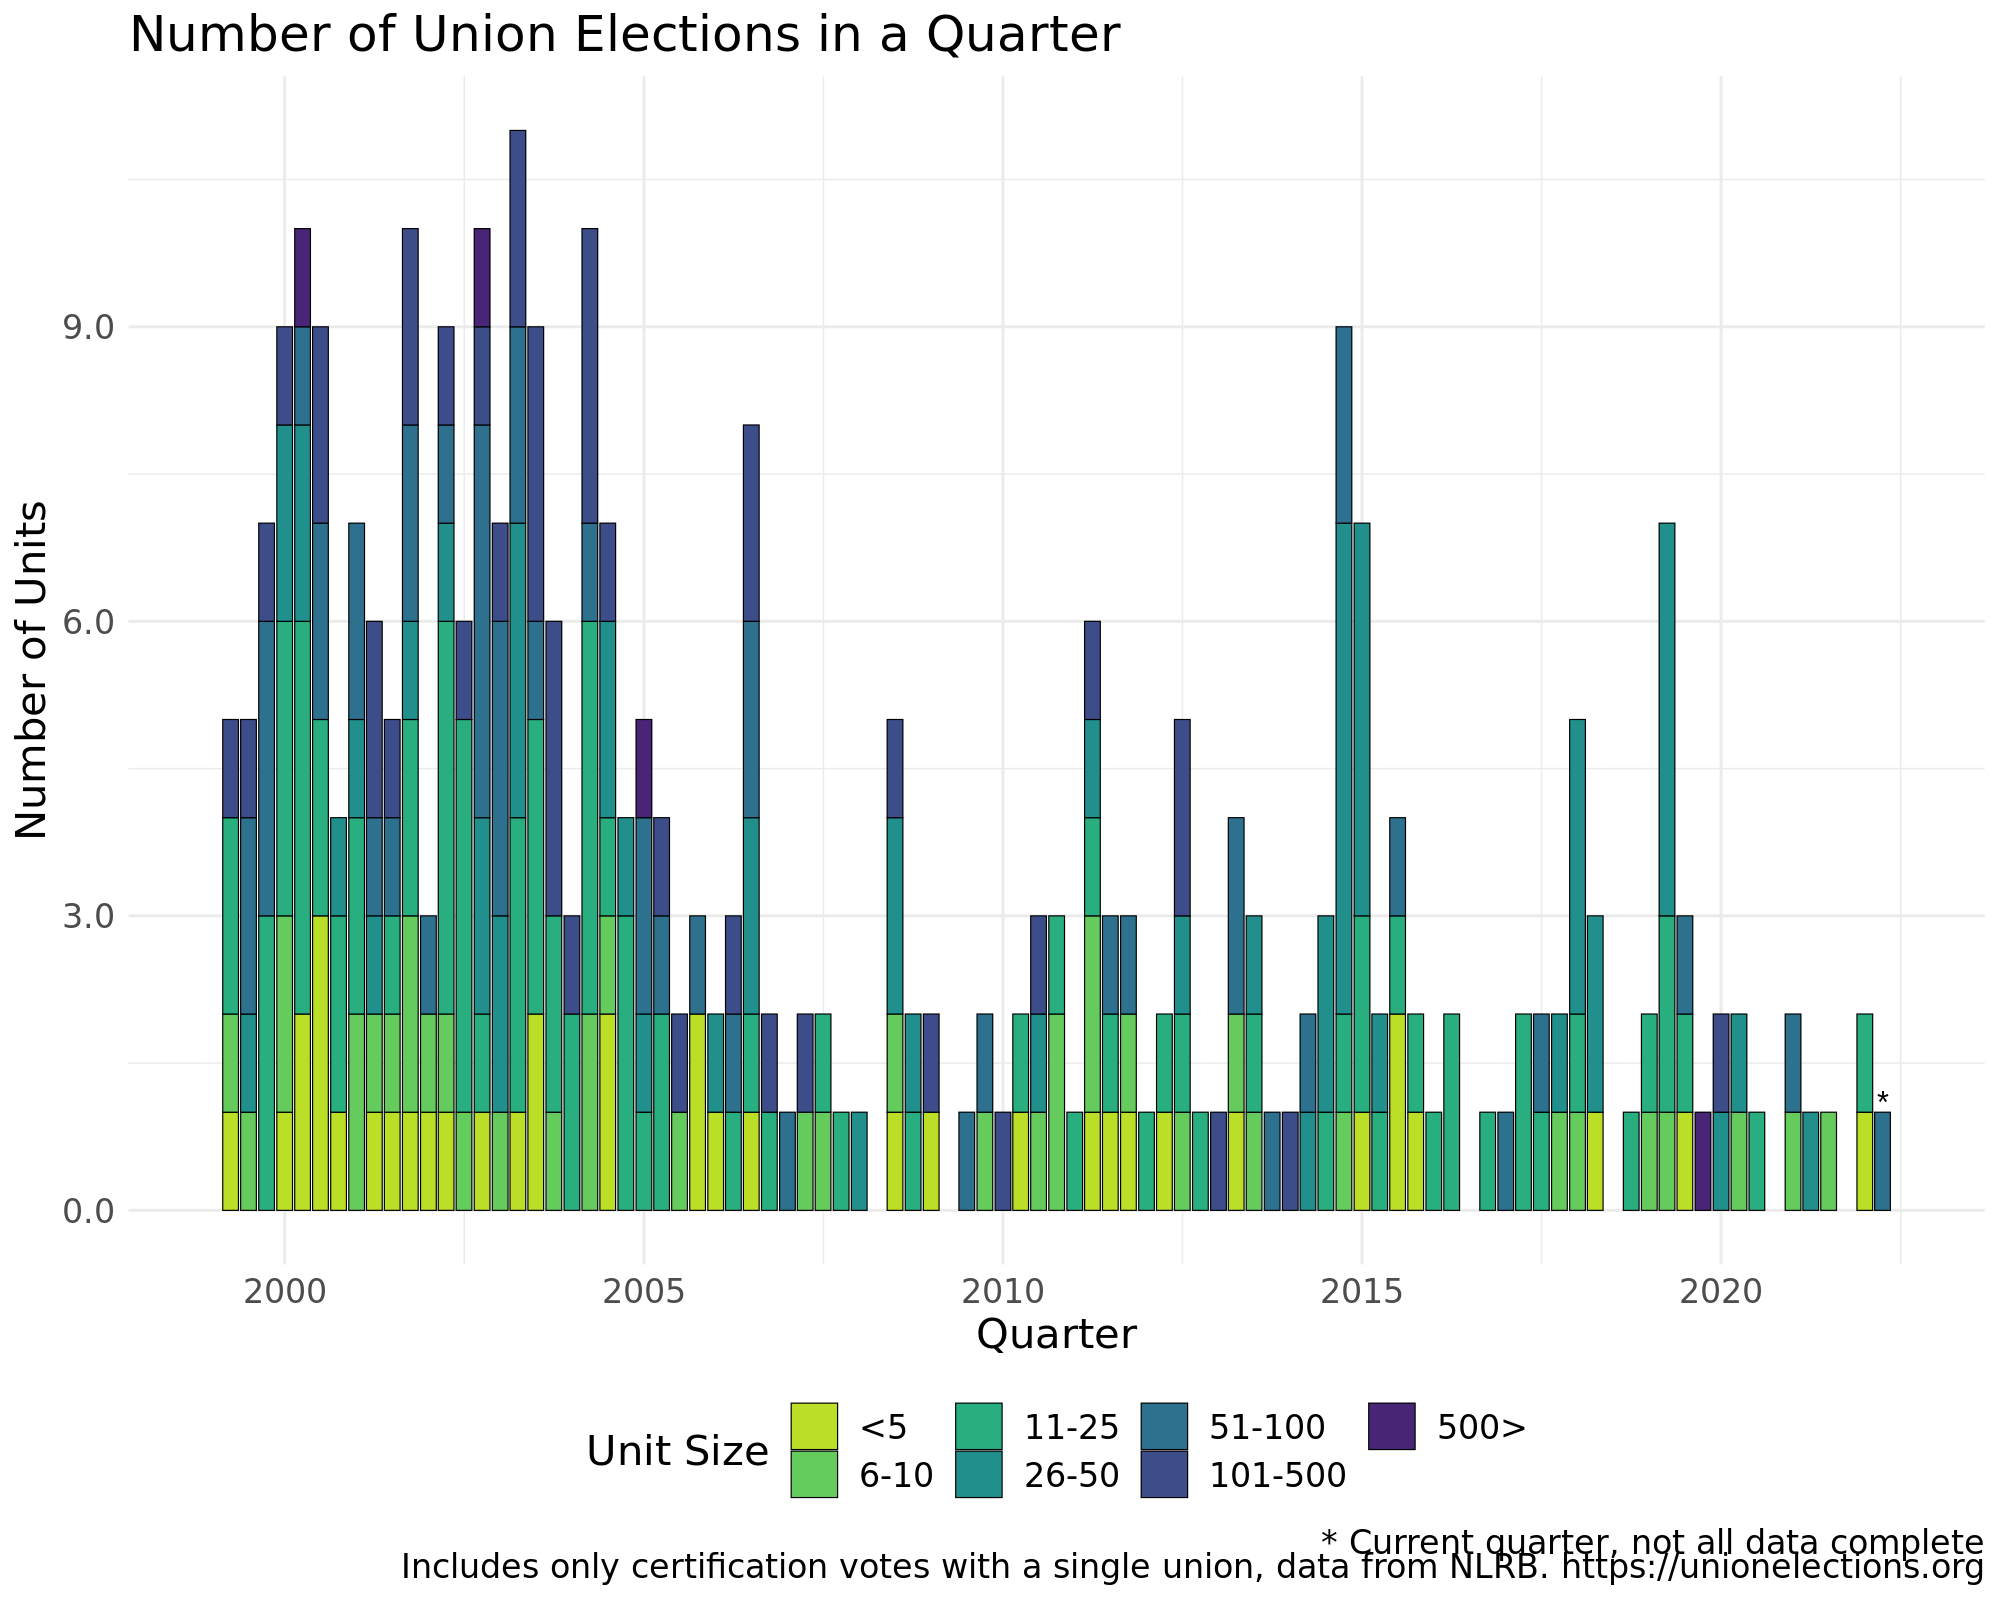 Number of Union Elections in a Quarter
Number of Units
9.0
6.0
3.0
0.0
*
2000 2005 2010 2015 2020
Quarter
Unit Size
<5 11-25 51-100 500>
6-10 26-50 101-500
* Current quarter, not all data complete
Includes only certification votes with a single union, data from NLRB. https://unionelections.org